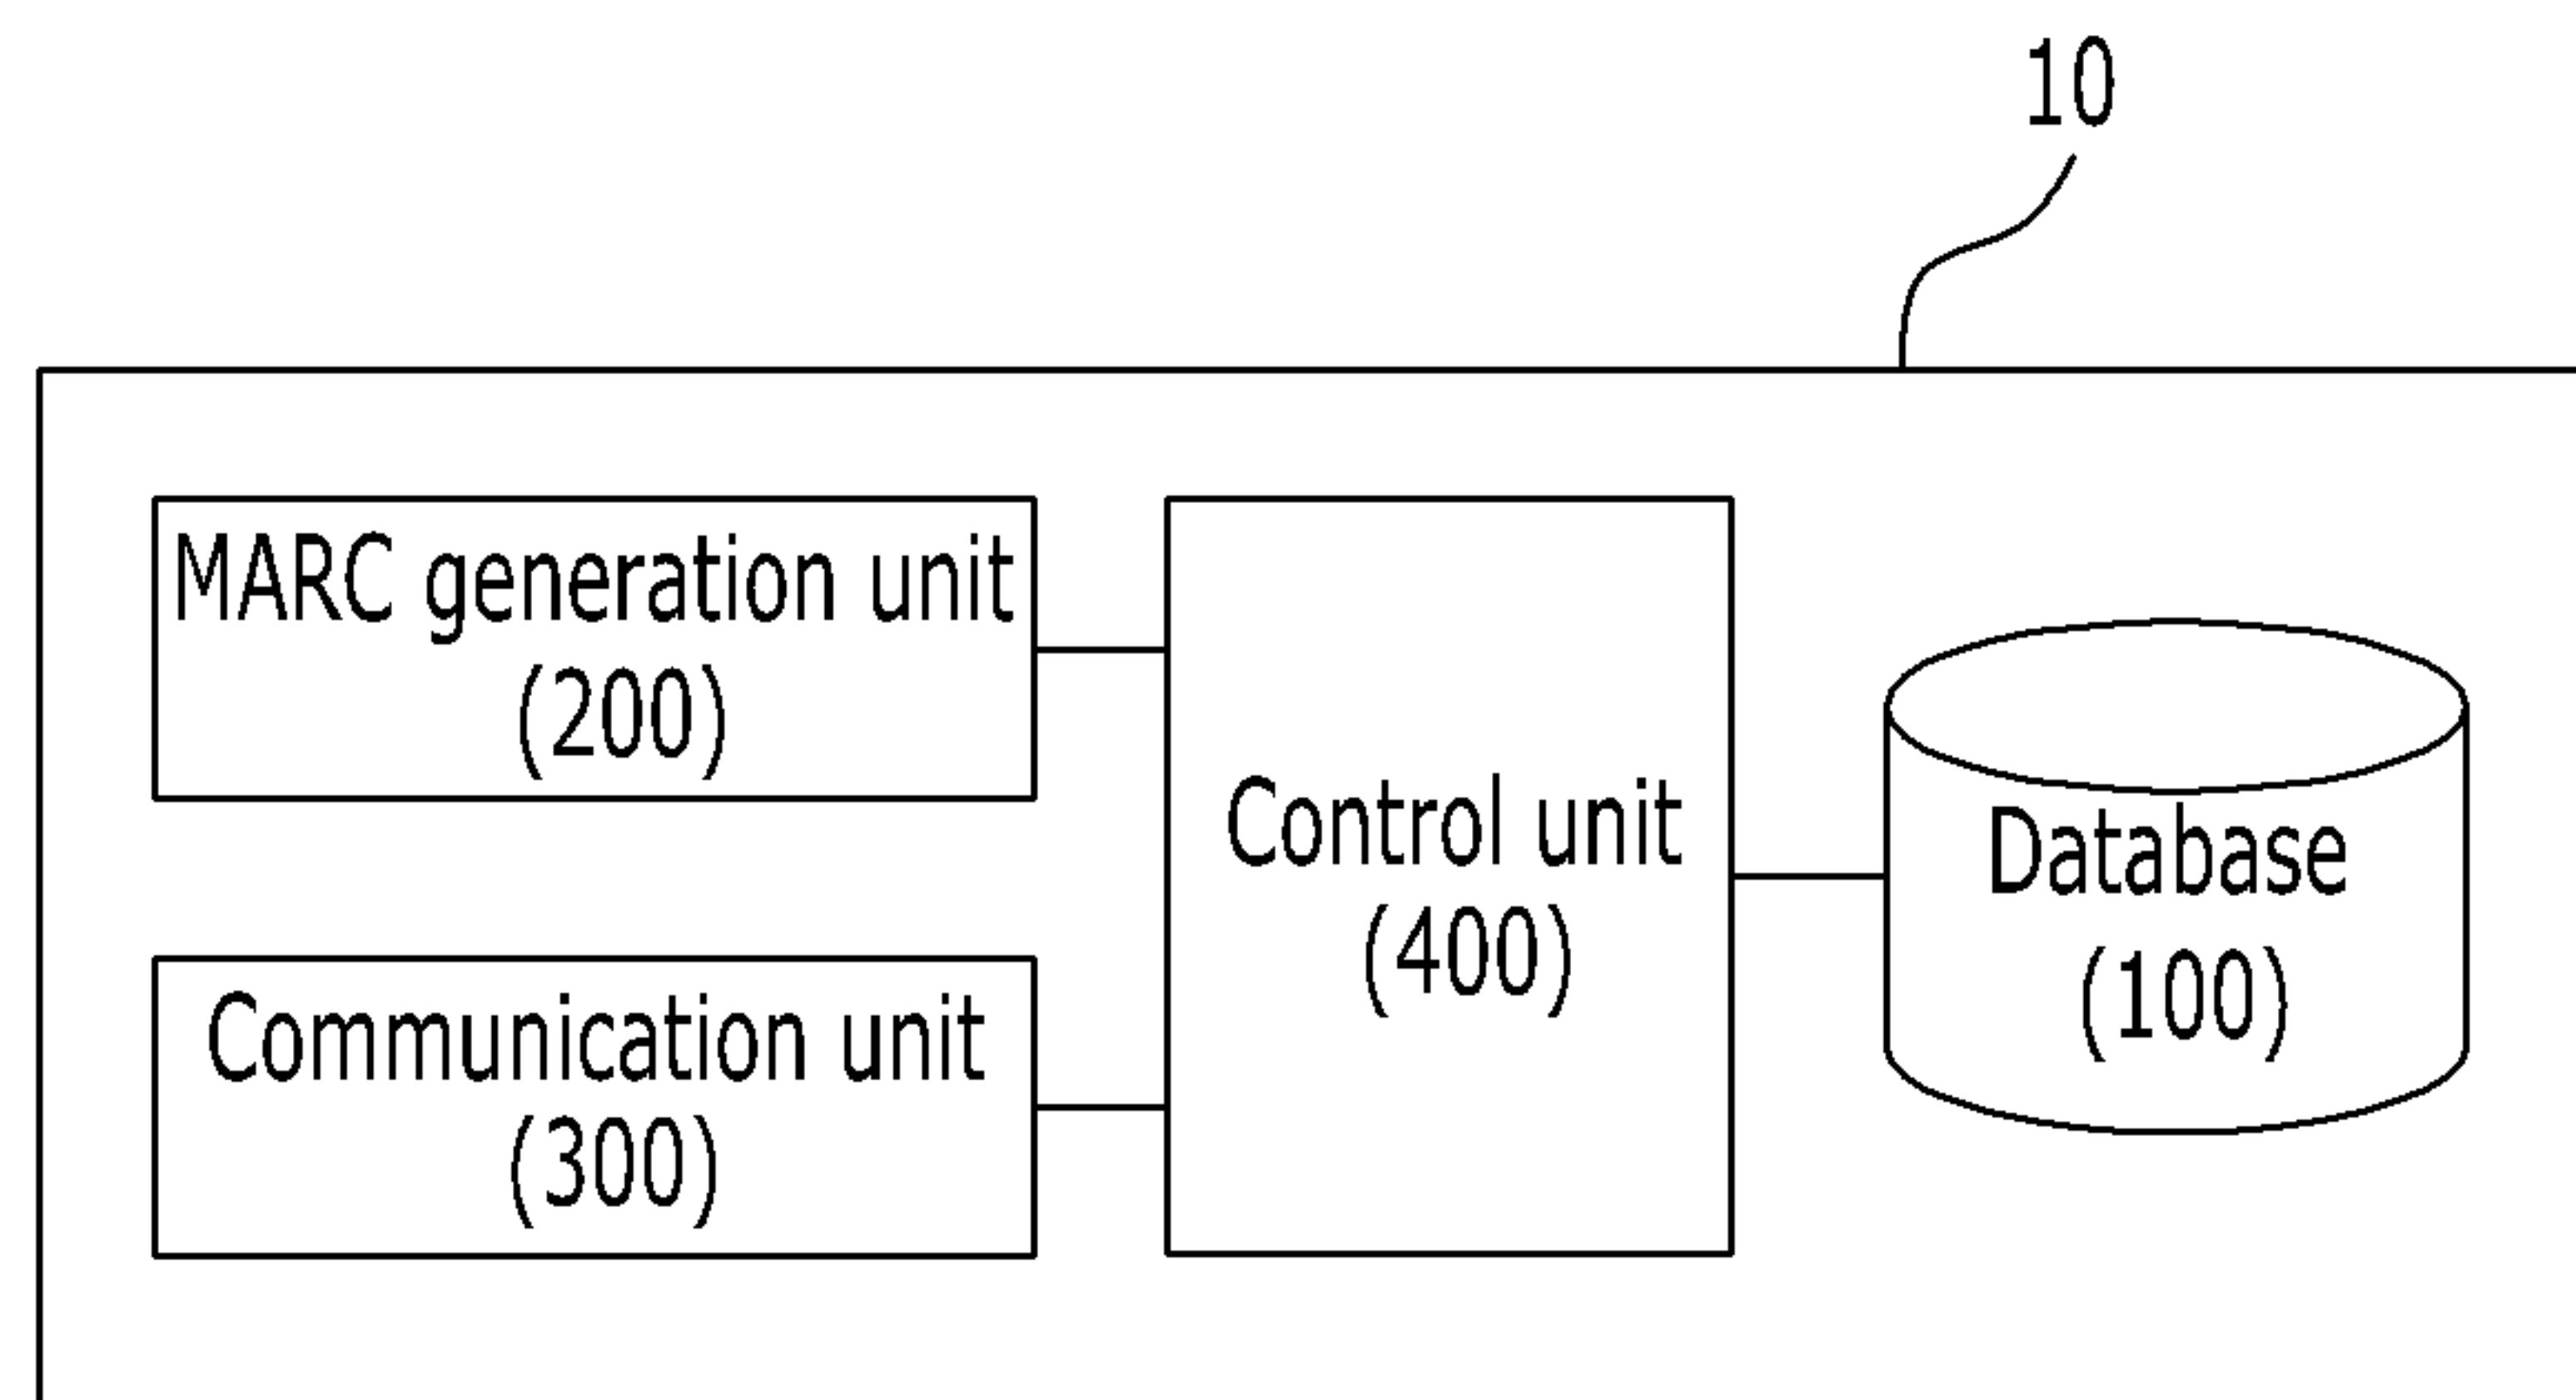 10
MARC generation unit
(200)
Communication unit
(300)
Control unit
(400)
Database
(100)